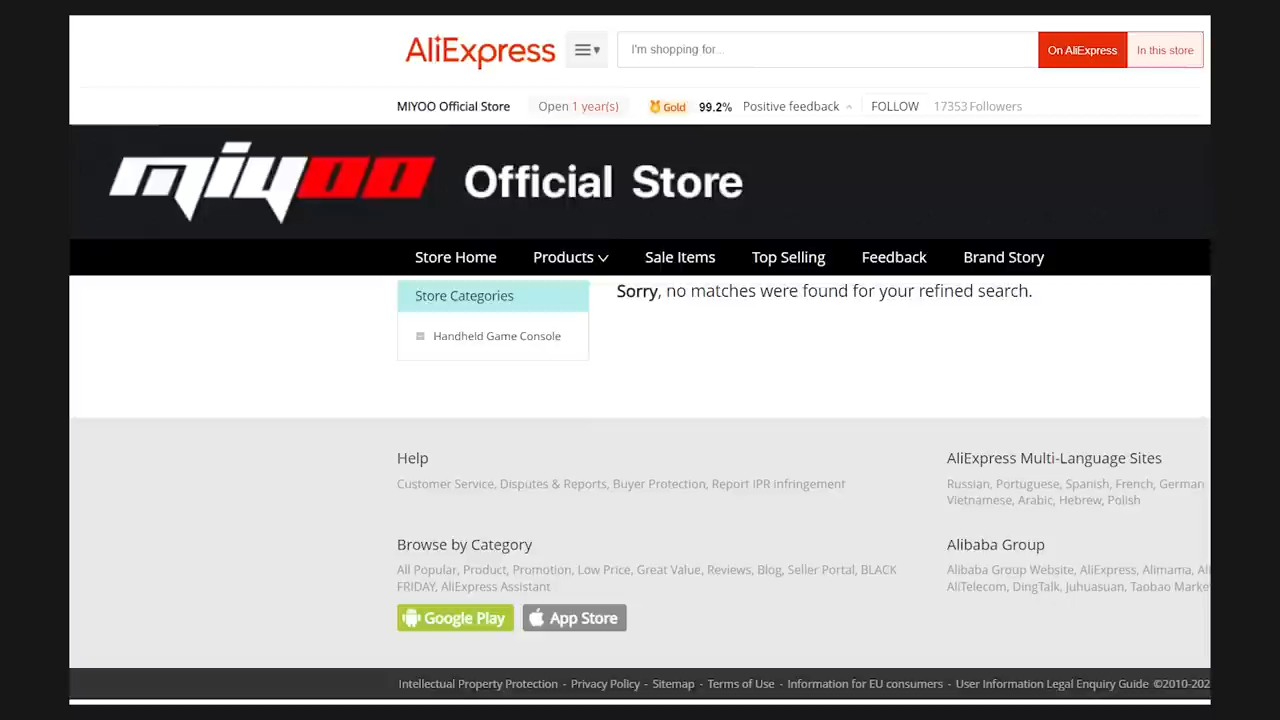 AliExpress
I'm shopping for...
On AliExpress
In this store
MIYOO Official Store
Open 1 year(s)
Gold 99.2% Positive feedback
FOLLOW
17353 Followers
miyoo Official Store
Store Home
Products
Sale Items
Top Selling
Feedback
Brand Story
Store Categories
Handheld Game Console
Sorry, no matches were found for your refined search.
Help
Customer Service, Disputes & Reports, Buyer Protection, Report IPR infringement
AliExpress Multi-Language Sites
Russian, Portuguese, Spanish, French, German
Vietnamese, Arabic, Hebrew, Polish
Browse by Category
All Popular, Product, Promotion, Low Price, Great Value, Reviews, Blog, Seller Portal, BLACK
FRIDAY, AliExpress Assistant
Google Play
App Store
Alibaba Group
Alibaba Group Website, AliExpress, Alimama,
AliTelecom, DingTalk, Juhuasuan, Taobao
Intellectual Property Protection - Privacy Policy - Sitemap - Terms of Use - Information for EU consumers - User Information Legal Enquiry Guide